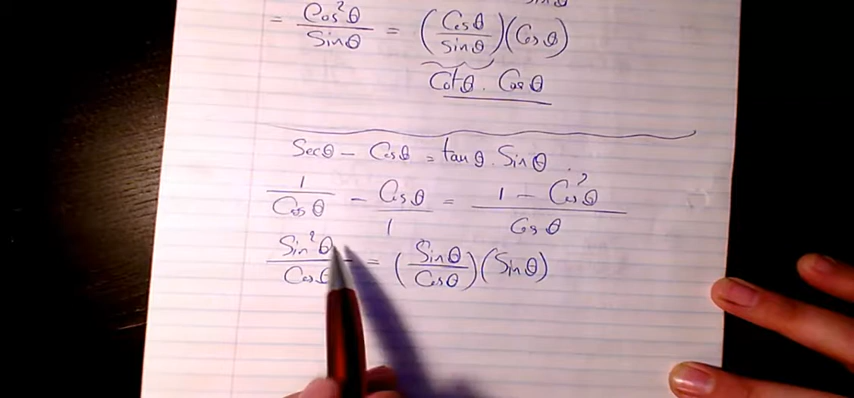 sinθ
= Cos²θ / Sinθ = (Cosθ / sinθ)(Cosθ)
Cotθ . Cosθ
Secθ − Cosθ = tanθ . Sinθ .
1 / Cosθ − Cosθ / 1 = 1 − Cos²θ / Cosθ
Sin²θ / Cosθ = (Sinθ / Cosθ)(Sinθ)